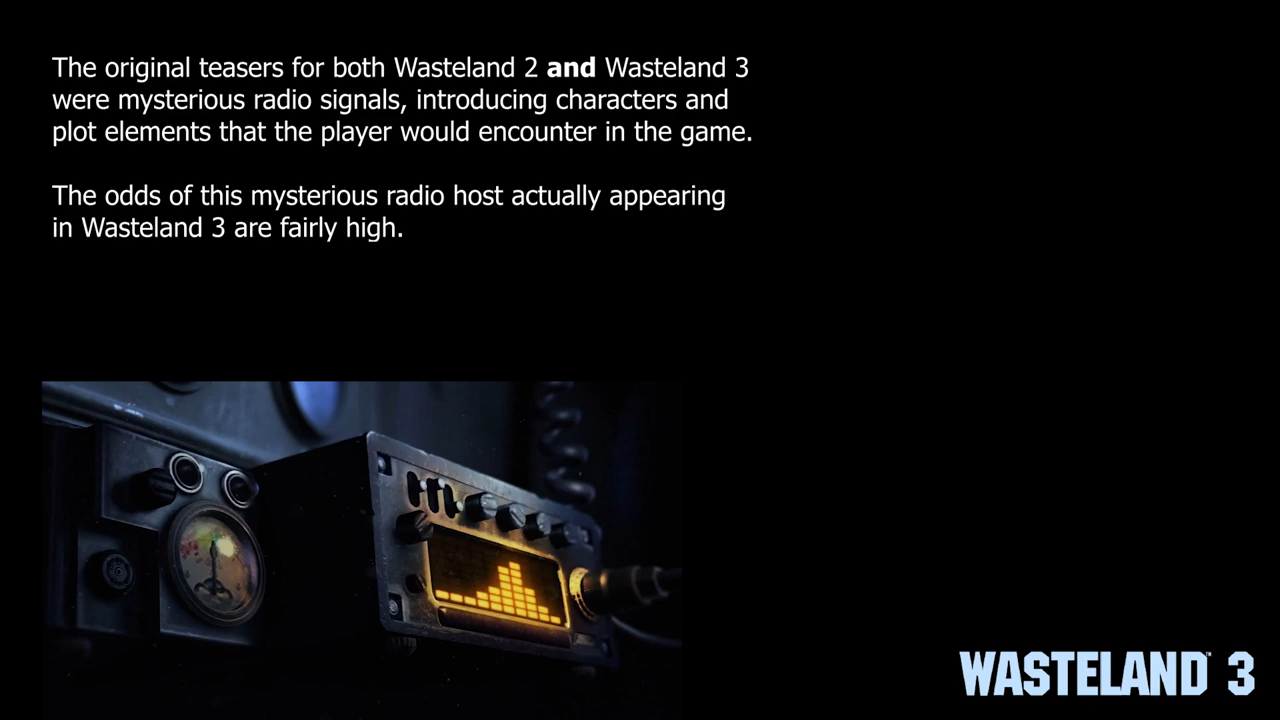 The original teasers for both Wasteland 2 and Wasteland 3
were mysterious radio signals, introducing characters and
plot elements that the player would encounter in the game.
The odds of this mysterious radio host actually appearing
in Wasteland 3 are fairly high.
WASTELAND™ 3